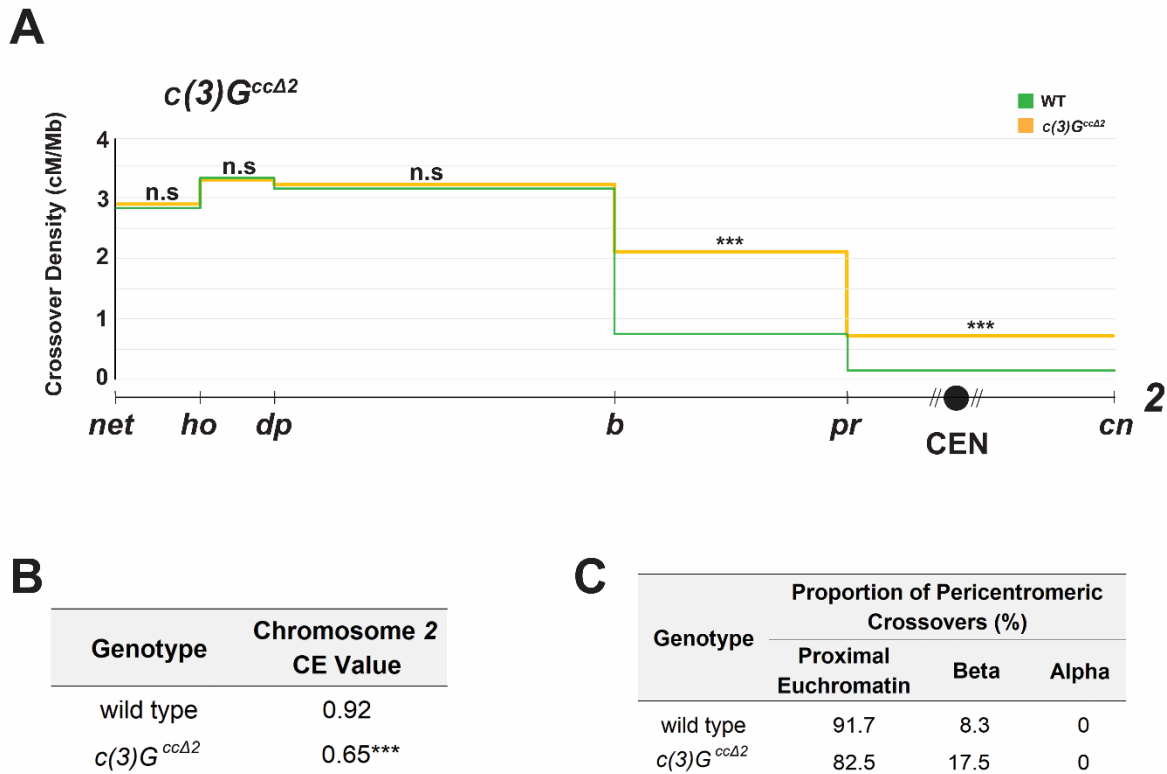 A
c(3)G^ccΔ2
WT
c(3)G^ccΔ2
Crossover Density (cM/Mb)
4
3
2
1
0
n.s
n.s
n.s
***
***
net ho dp b pr cn
2
CEN
B
Genotype
Chromosome 2
CE Value
wild type 0.92
c(3)G^ccΔ2 0.65***
C
Genotype
Proportion of Pericentromeric
Crossovers (%)
Proximal
Euchromatin
Beta
Alpha
wild type 91.7 8.3 0
c(3)G^ccΔ2 82.5 17.5 0